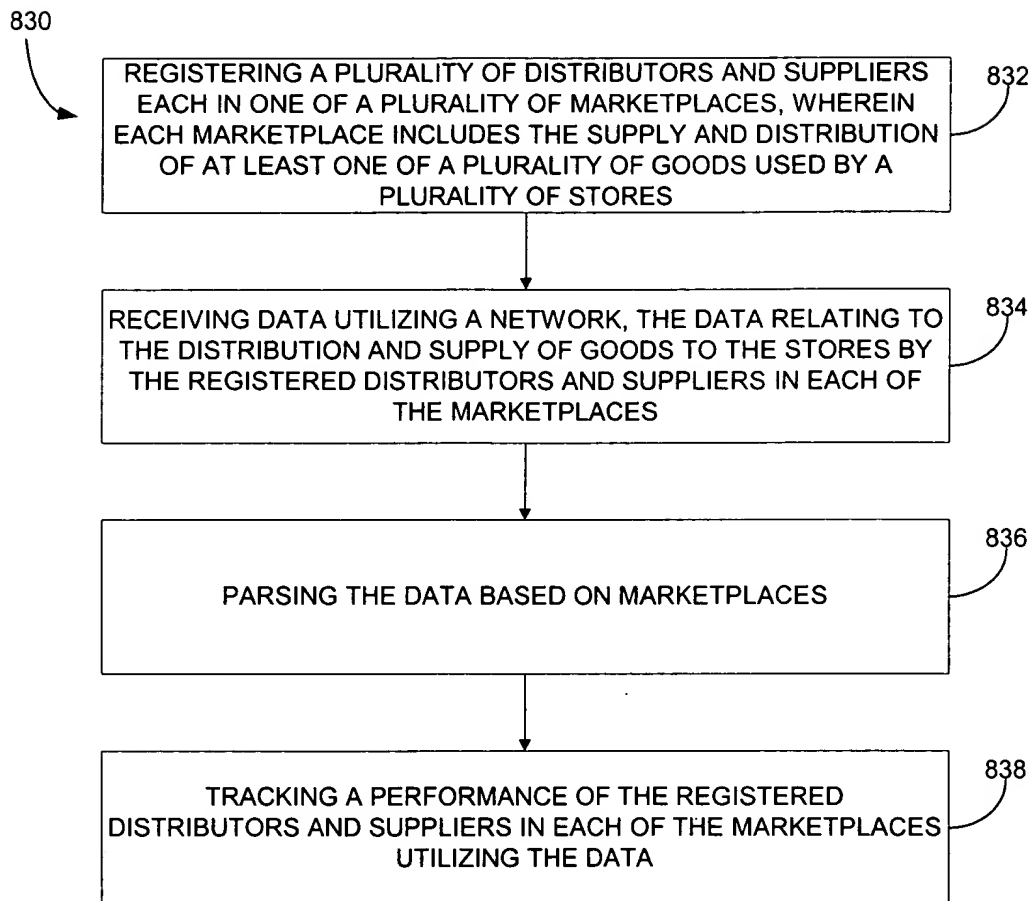 830
REGISTERING A PLURALITY OF DISTRIBUTORS AND SUPPLIERS
EACH IN ONE OF A PLURALITY OF MARKETPLACES, WHEREIN
EACH MARKETPLACE INCLUDES THE SUPPLY AND DISTRIBUTION
OF AT LEAST ONE OF A PLURALITY OF GOODS USED BY A
PLURALITY OF STORES
832
RECEIVING DATA UTILIZING A NETWORK, THE DATA RELATING TO
THE DISTRIBUTION AND SUPPLY OF GOODS TO THE STORES BY
THE REGISTERED DISTRIBUTORS AND SUPPLIERS IN EACH OF
THE MARKETPLACES
834
PARSING THE DATA BASED ON MARKETPLACES
836
TRACKING A PERFORMANCE OF THE REGISTERED
DISTRIBUTORS AND SUPPLIERS IN EACH OF THE MARKETPLACES
UTILIZING THE DATA
838